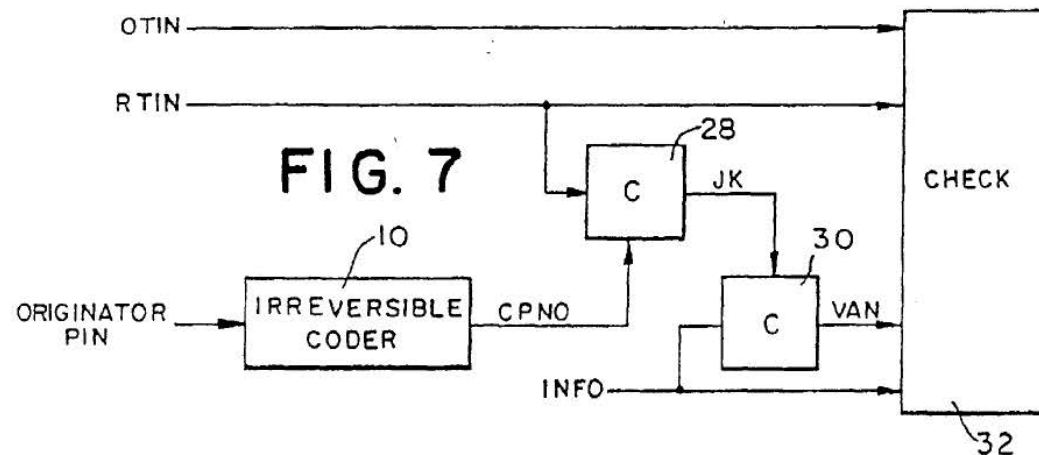 OTIN
RTIN
28
FIG. 7
C
JK
CHECK
10
30
ORIGINATOR
PIN
IRREVERSIBLE
CODER
CPNO
C
VAN
INFO
32